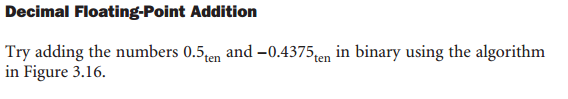 Decimal Floating-Point Addition
Try adding the numbers 0.5ten and −0.4375ten in binary using the algorithm
in Figure 3.16.